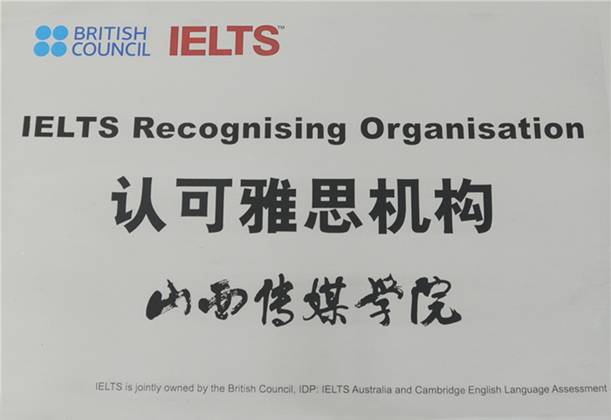 BRITISH COUNCIL IELTS™
IELTS Recognising Organisation
认可雅思机构
山西传媒学院
IELTS is jointly owned by the British Council, IDP: IELTS Australia and Cambridge English Language Assessment